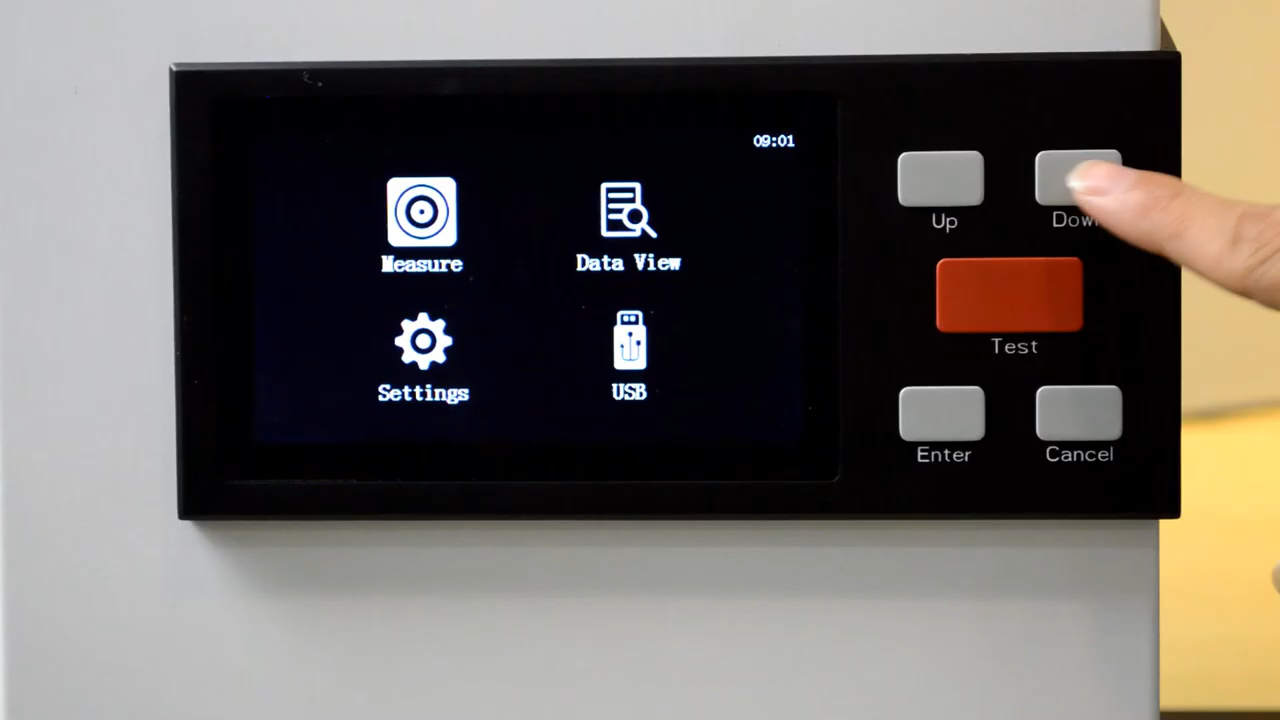 09:01
Measure
Data View
Settings
USB
Up
Down
Test
Enter
Cancel